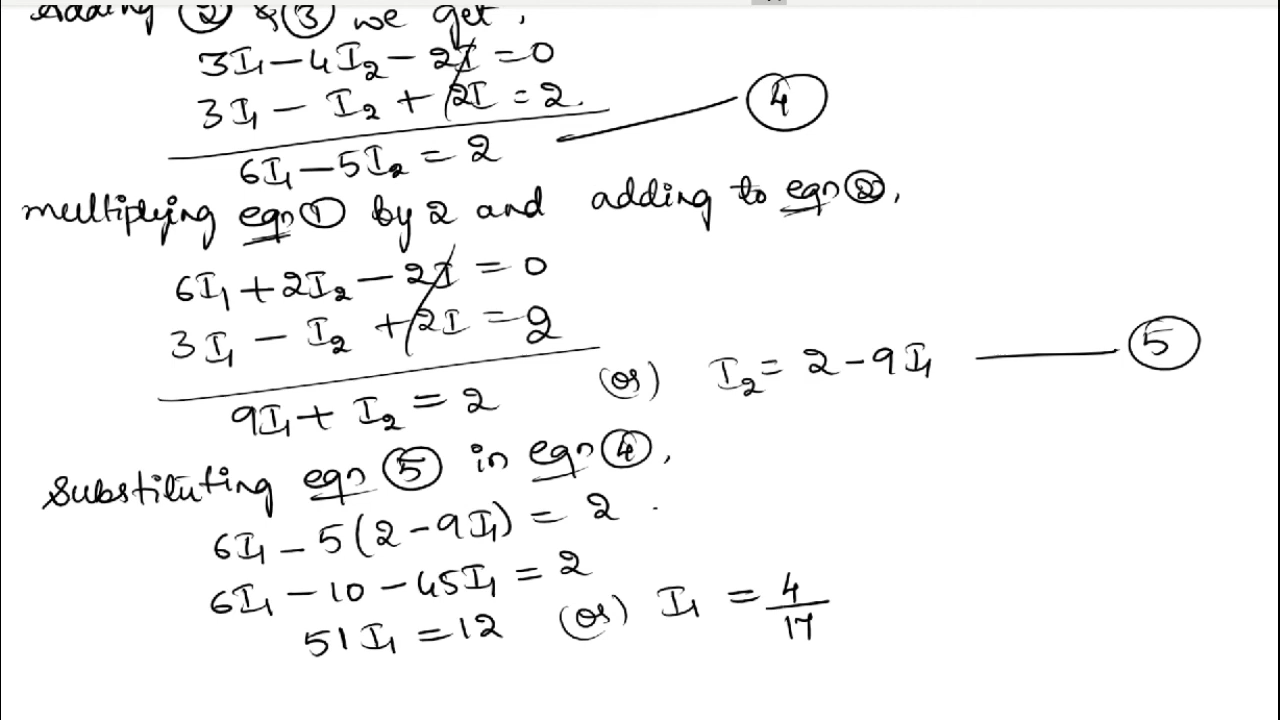 Adding ② & ③ we get,
3I₁ – 4I₂ – 2I = 0
3I₁ – I₂ + 2I = 2.
④
6I₁ – 5I₂ = 2
multiplying eqn ① by 2 and adding to eqn ②,
6I₁ + 2I₂ – 2I = 0
3I₁ – I₂ + 2I = 2
9I₁ + I₂ = 2 (or) I₂ = 2 – 9I₁ ⑤
Substituting eqn ⑤ in eqn ④,
6I₁ – 5(2 – 9I₁) = 2
6I₁ – 10 – 45I₁ = 2
51I₁ = 12 (or) I₁ = 4/17